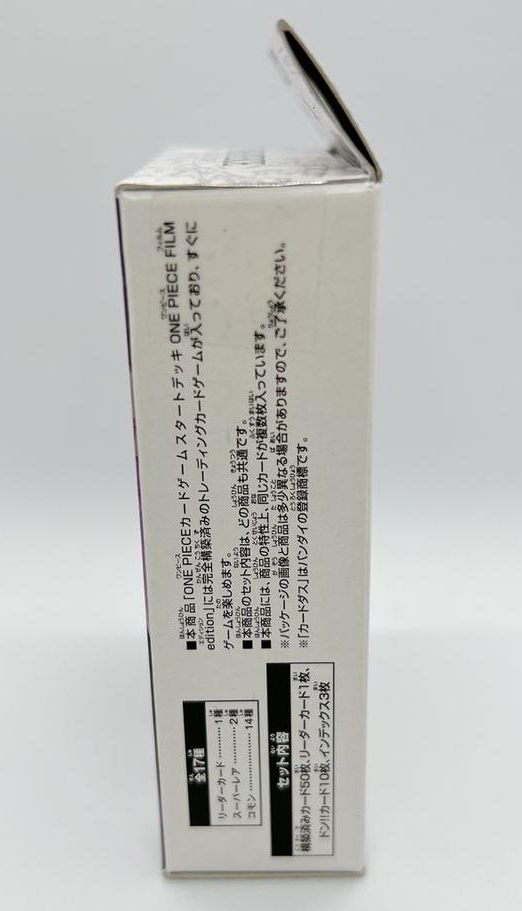 ■本商品「ONE PIECEカードゲーム スタートデッキ ONE PIECE FILM
edition」には完全構築済みのトレーディングカードゲームが入っており、すぐに
ゲームを楽しめます。
■本商品のセット内容は、どの商品も共通です。
■本商品には、商品の特性上、同じカードが複数枚入っています。
※パッケージの画像と商品は多少異なる場合がありますので、ご了承ください。
※「カードダス」はバンダイの登録商標です。
全17種
リーダーカード………1種
スーパーレア…………2種
コモン………………14種
セット内容
構築済みカード50枚、リーダーカード1枚、
ドン!!カード10枚、インデックス3枚